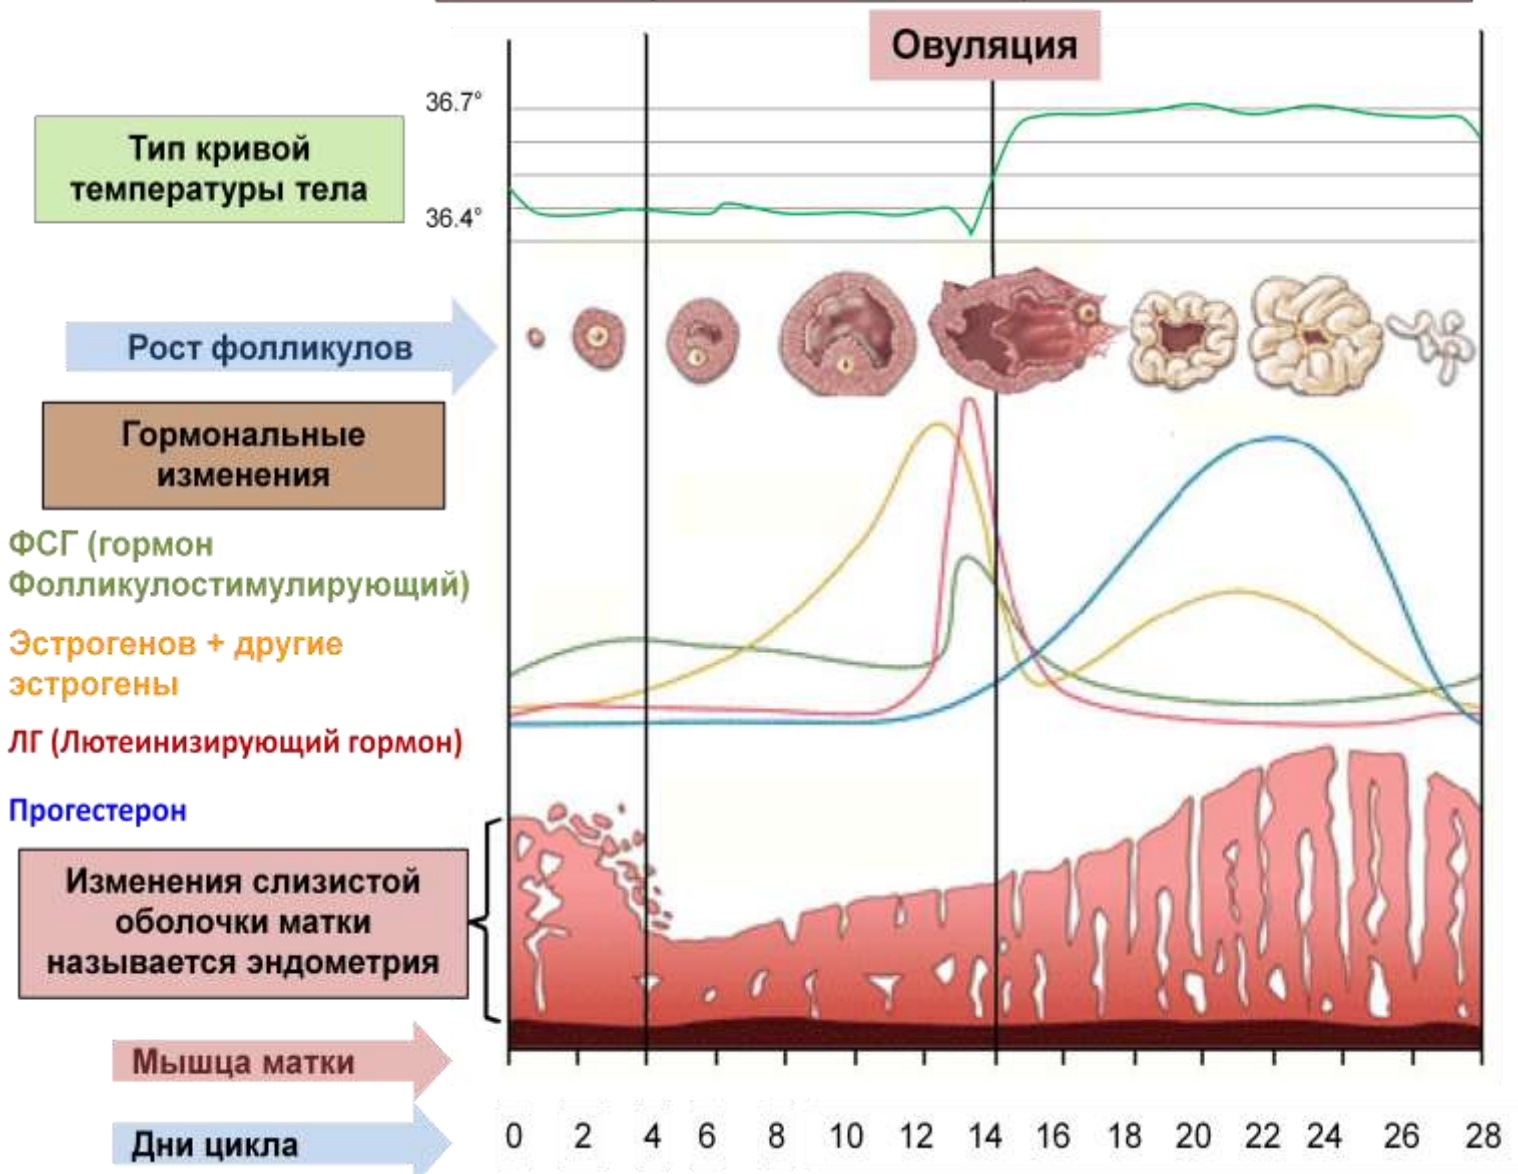 Овуляция
36.7°
Тип кривой
температуры тела
36.4°
Рост фолликулов
Гормональные
изменения
ФСГ (гормон
Фолликулостимулирующий)
Эстрогенов + другие
эстрогены
ЛГ (Лютеинизирующий гормон)
Прогестерон
Изменения слизистой
оболочки матки
называется эндометрия
Мышца матки
Дни цикла
0 2 4 6 8 10 12 14 16 18 20 22 24 26 28